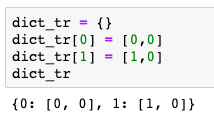 dict_tr = {}
dict_tr[0] = [0,0]
dict_tr[1] = [1,0]
dict_tr
{0: [0, 0], 1: [1, 0]}